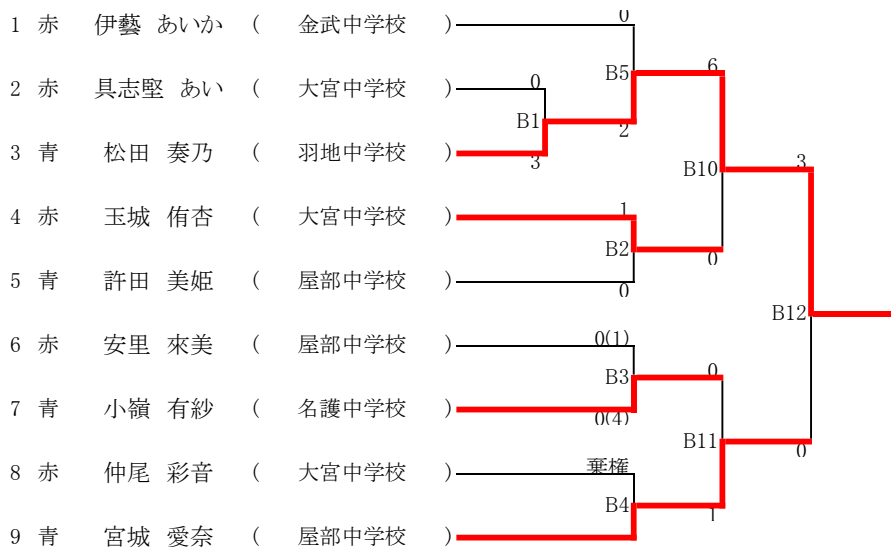 1 赤 伊藝 あいか ( 金武中学校 ) 0
B5 6
2 赤 具志堅 あい ( 大宮中学校 ) 0
B1 2
3 青 松田 奏乃 ( 羽地中学校 ) 3
B10 3
4 赤 玉城 侑杏 ( 大宮中学校 ) 1
B2 0
5 青 許田 美姫 ( 屋部中学校 ) 0
B12
6 赤 安里 來美 ( 屋部中学校 ) 0(1)
B3 0
7 青 小嶺 有紗 ( 名護中学校 ) 0(4)
B11 0
8 赤 仲尾 彩音 ( 大宮中学校 ) 棄権
B4 1
9 青 宮城 愛奈 ( 屋部中学校 )